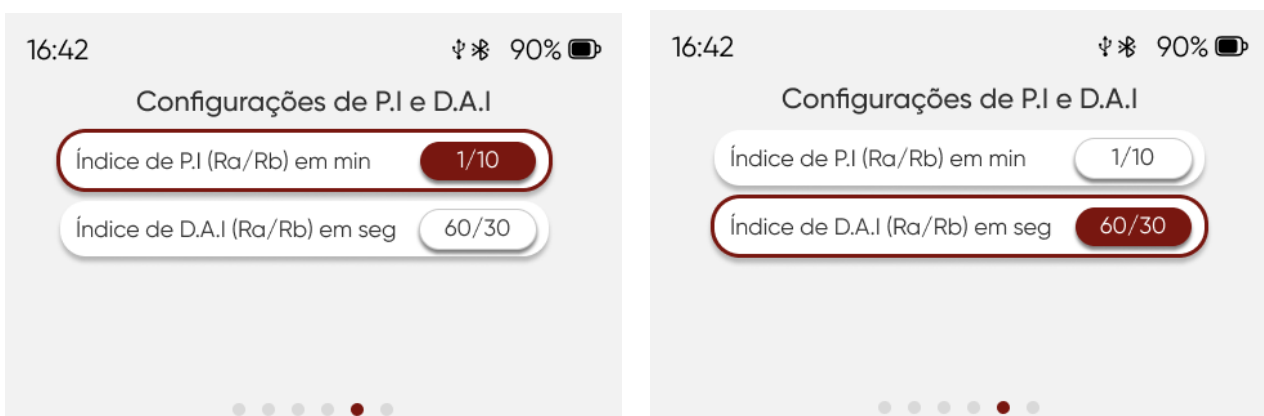 16:42 90%
Configurações de P.I e D.A.I
Índice de P.I (Ra/Rb) em min 1/10
Índice de D.A.I (Ra/Rb) em seg 60/30
16:42 90%
Configurações de P.I e D.A.I
Índice de P.I (Ra/Rb) em min 1/10
Índice de D.A.I (Ra/Rb) em seg 60/30